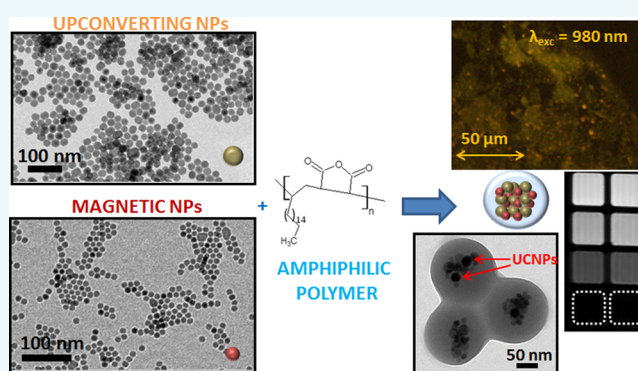 UPCONVERTING NPs
100 nm
MAGNETIC NPs
100 nm
+
O
O
O
n
14
H₃C
AMPHIPHILIC
POLYMER
λexc = 980 nm
50 µm
UCNPs
50 nm